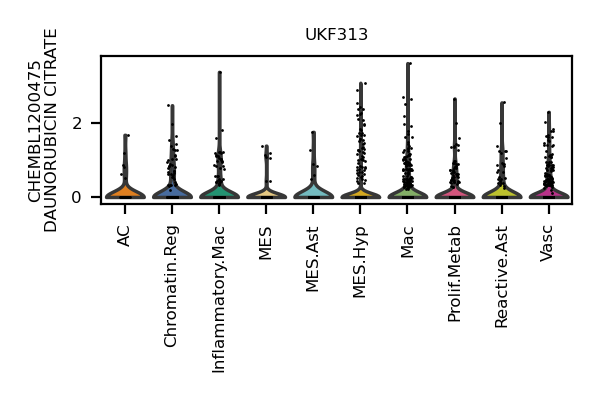 UKF313
CHEMBL1200475
DAUNORUBICIN CITRATE
2
0
AC
Chromatin.Reg
Inflammatory.Mac
MES
MES.Ast
MES.Hyp
Mac
Prolif.Metab
Reactive.Ast
Vasc